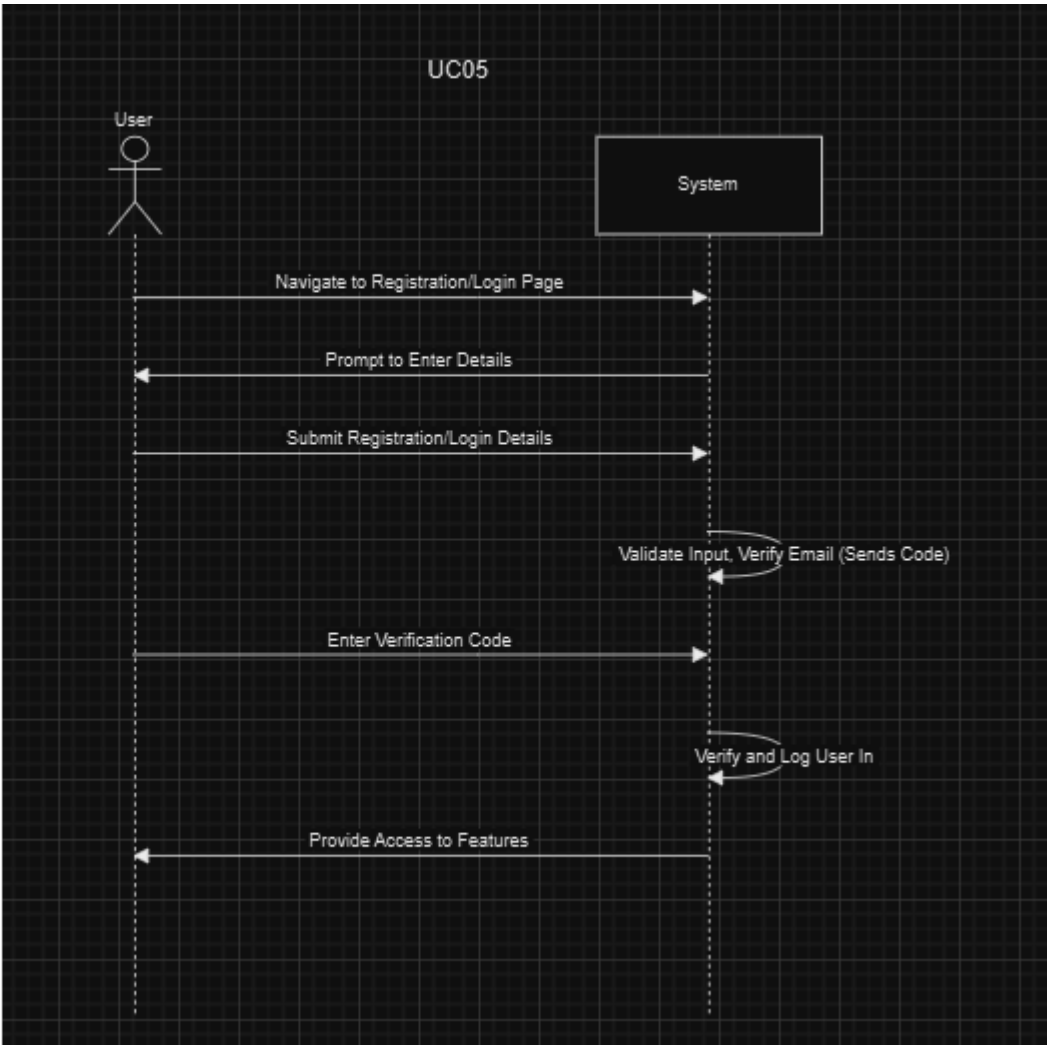 UC05
User
System
Navigate to Registration/Login Page
Prompt to Enter Details
Submit Registration/Login Details
Validate Input, Verify Email (Sends Code)
Enter Verification Code
Verify and Log User In
Provide Access to Features